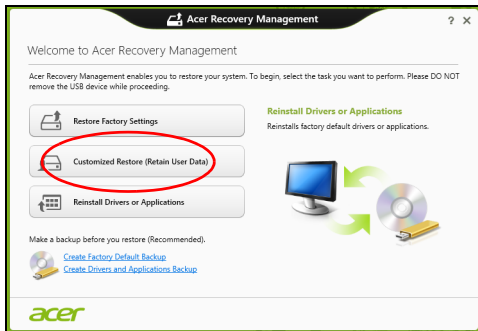 Acer Recovery Management
? ×
Welcome to Acer Recovery Management
Acer Recovery Management enables you to restore your system. To begin, select the task you want to perform. Please DO NOT
remove the USB device while proceeding.
Restore Factory Settings
Customized Restore (Retain User Data)
Reinstall Drivers or Applications
Reinstall Drivers or Applications
Reinstalls factory default drivers or applications.
Make a backup before you restore (Recommended).
Create Factory Default Backup
Create Drivers and Applications Backup
acer